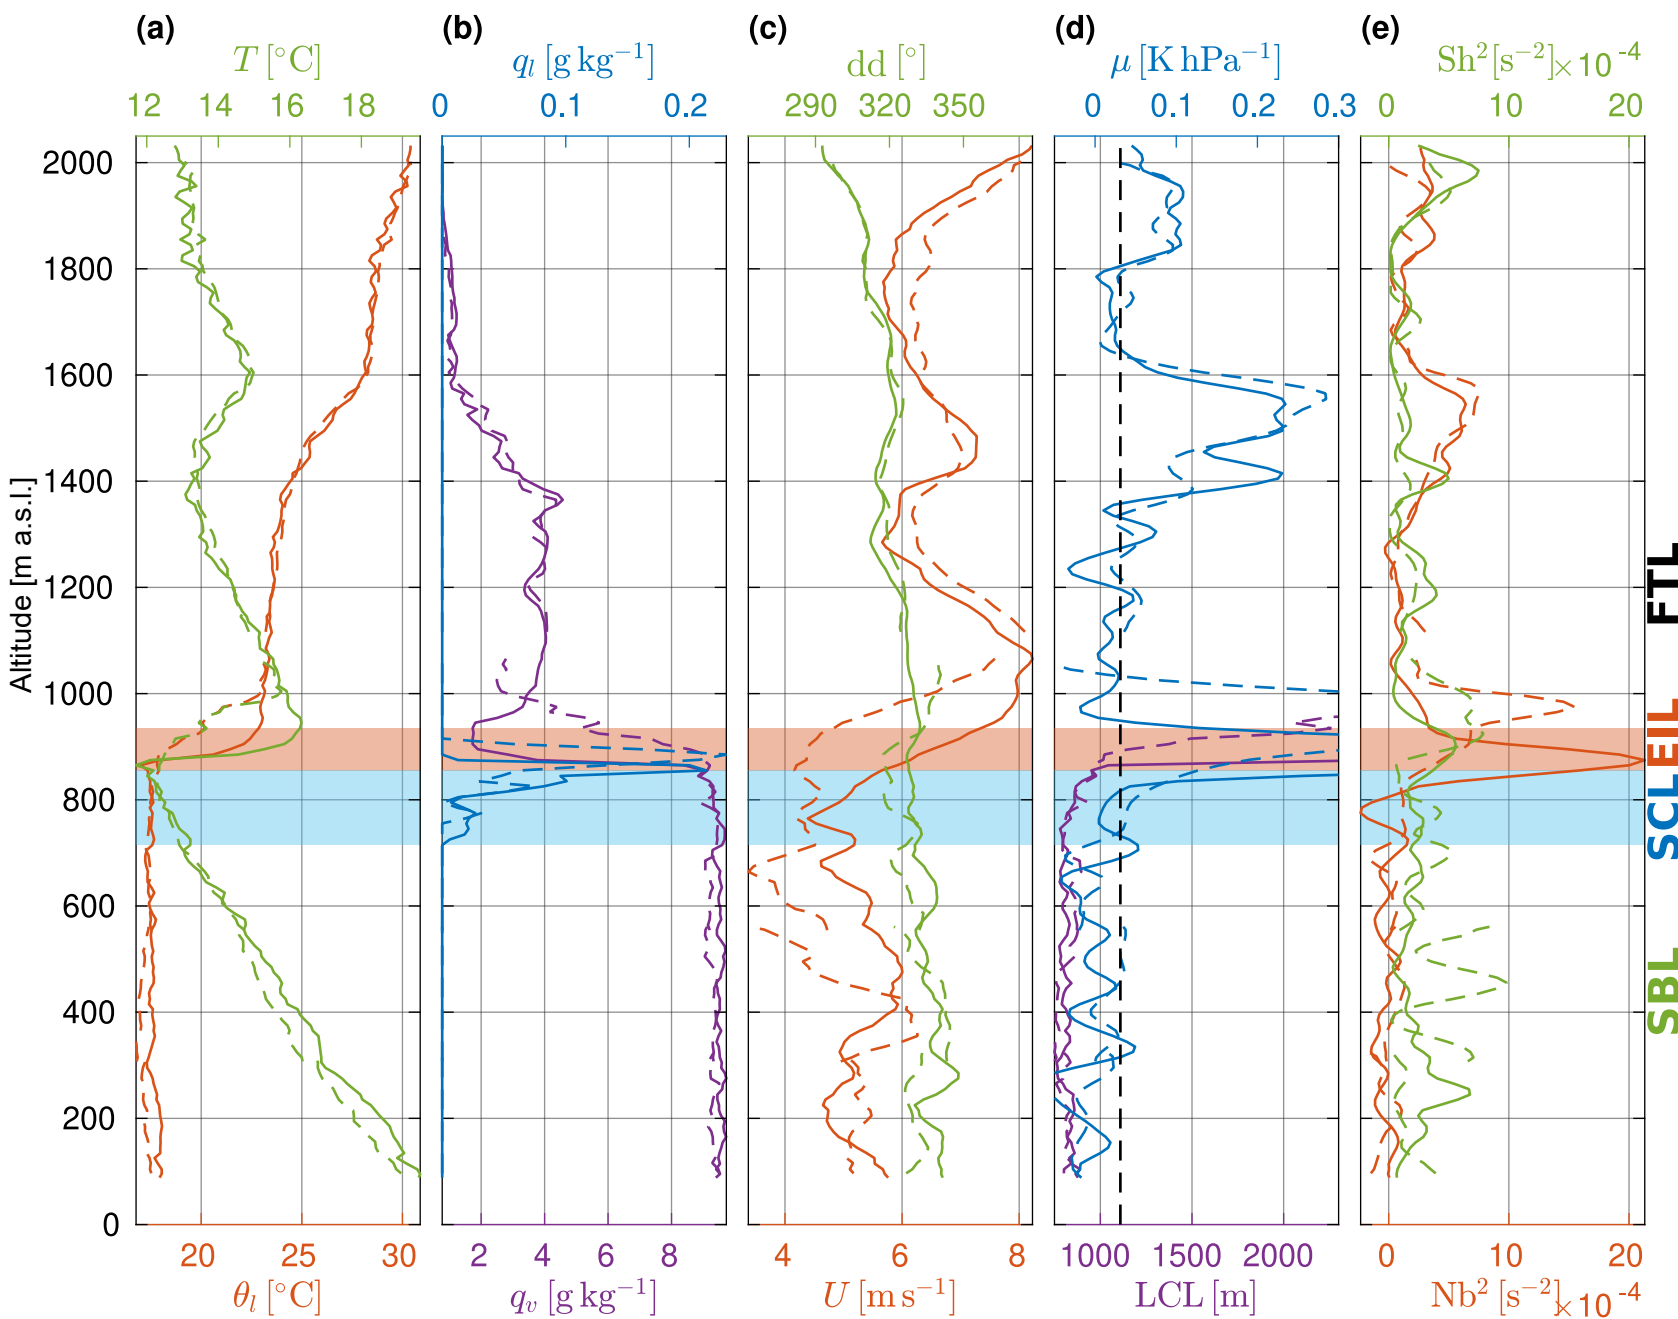 (a) (b) (c) (d) (e)
T [°C] q_l [g kg⁻¹] dd [°] μ [K hPa⁻¹] Sh² [s⁻²] ×10⁻⁴
12 14 16 18 0 0.1 0.2 290 320 350 0 0.1 0.2 0.3 0 10 20
2000
1800
1600
1400
1200
1000
800
600
400
200
0
Altitude [m a.s.l.]
FTL
EIL
SCL
SBL
20 25 30 2 4 6 8 4 6 8 1000 1500 2000 0 10 20
θ_l [°C] q_v [g kg⁻¹] U [m s⁻¹] LCL [m] Nb² [s⁻²] ×10⁻⁴